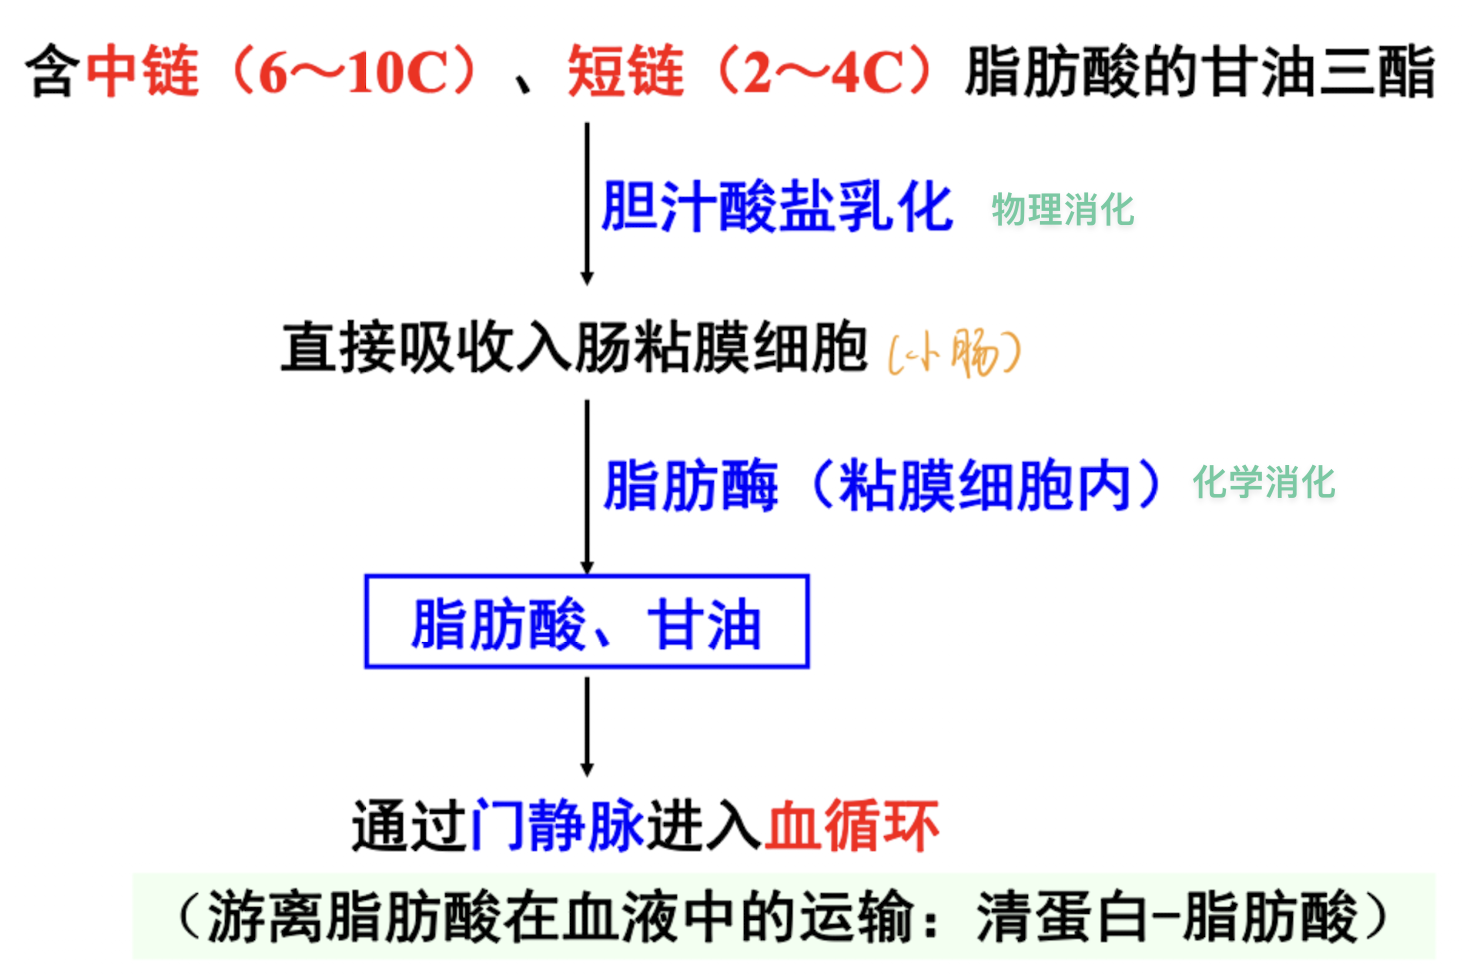 含中链（6～10C）、短链（2～4C）脂肪酸的甘油三酯
胆汁酸盐乳化 物理消化
直接吸收入肠粘膜细胞 (小肠)
脂肪酶（粘膜细胞内） 化学消化
脂肪酸、甘油
通过门静脉进入血循环
（游离脂肪酸在血液中的运输：清蛋白-脂肪酸）